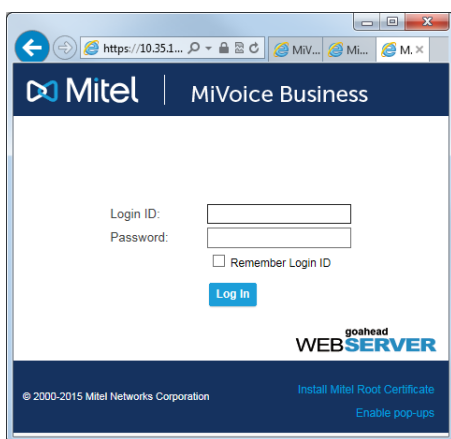 https://10.35.1... MiV... Mi... M.
Mitel MiVoice Business
Login ID:
Password:
Remember Login ID
Log In
goahead
WEBSERVER
© 2000-2015 Mitel Networks Corporation
Install Mitel Root Certificate
Enable pop-ups